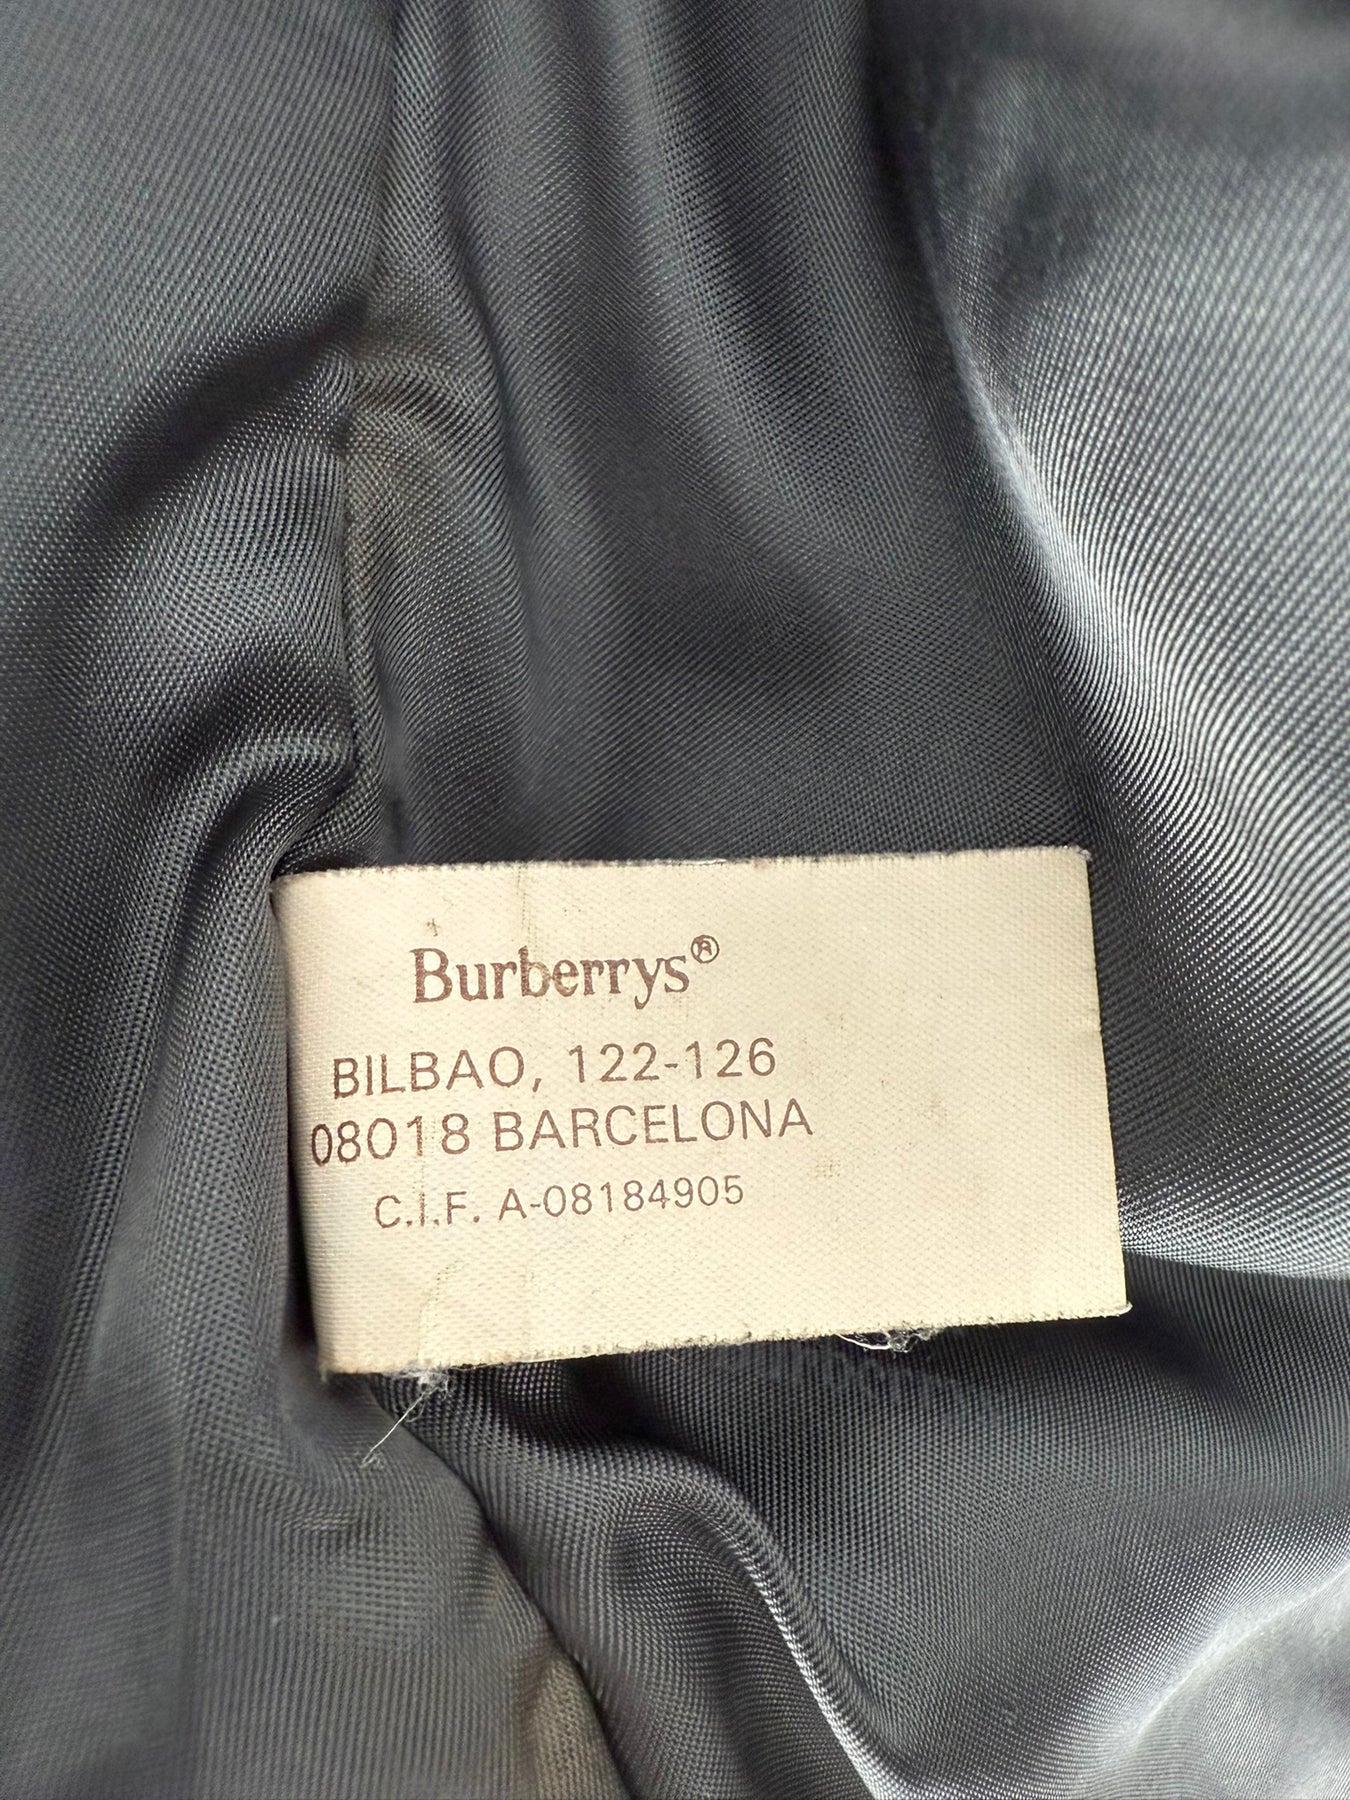 Burberrys®
BILBAO, 122-126
08018 BARCELONA
C.I.F. A-08184905